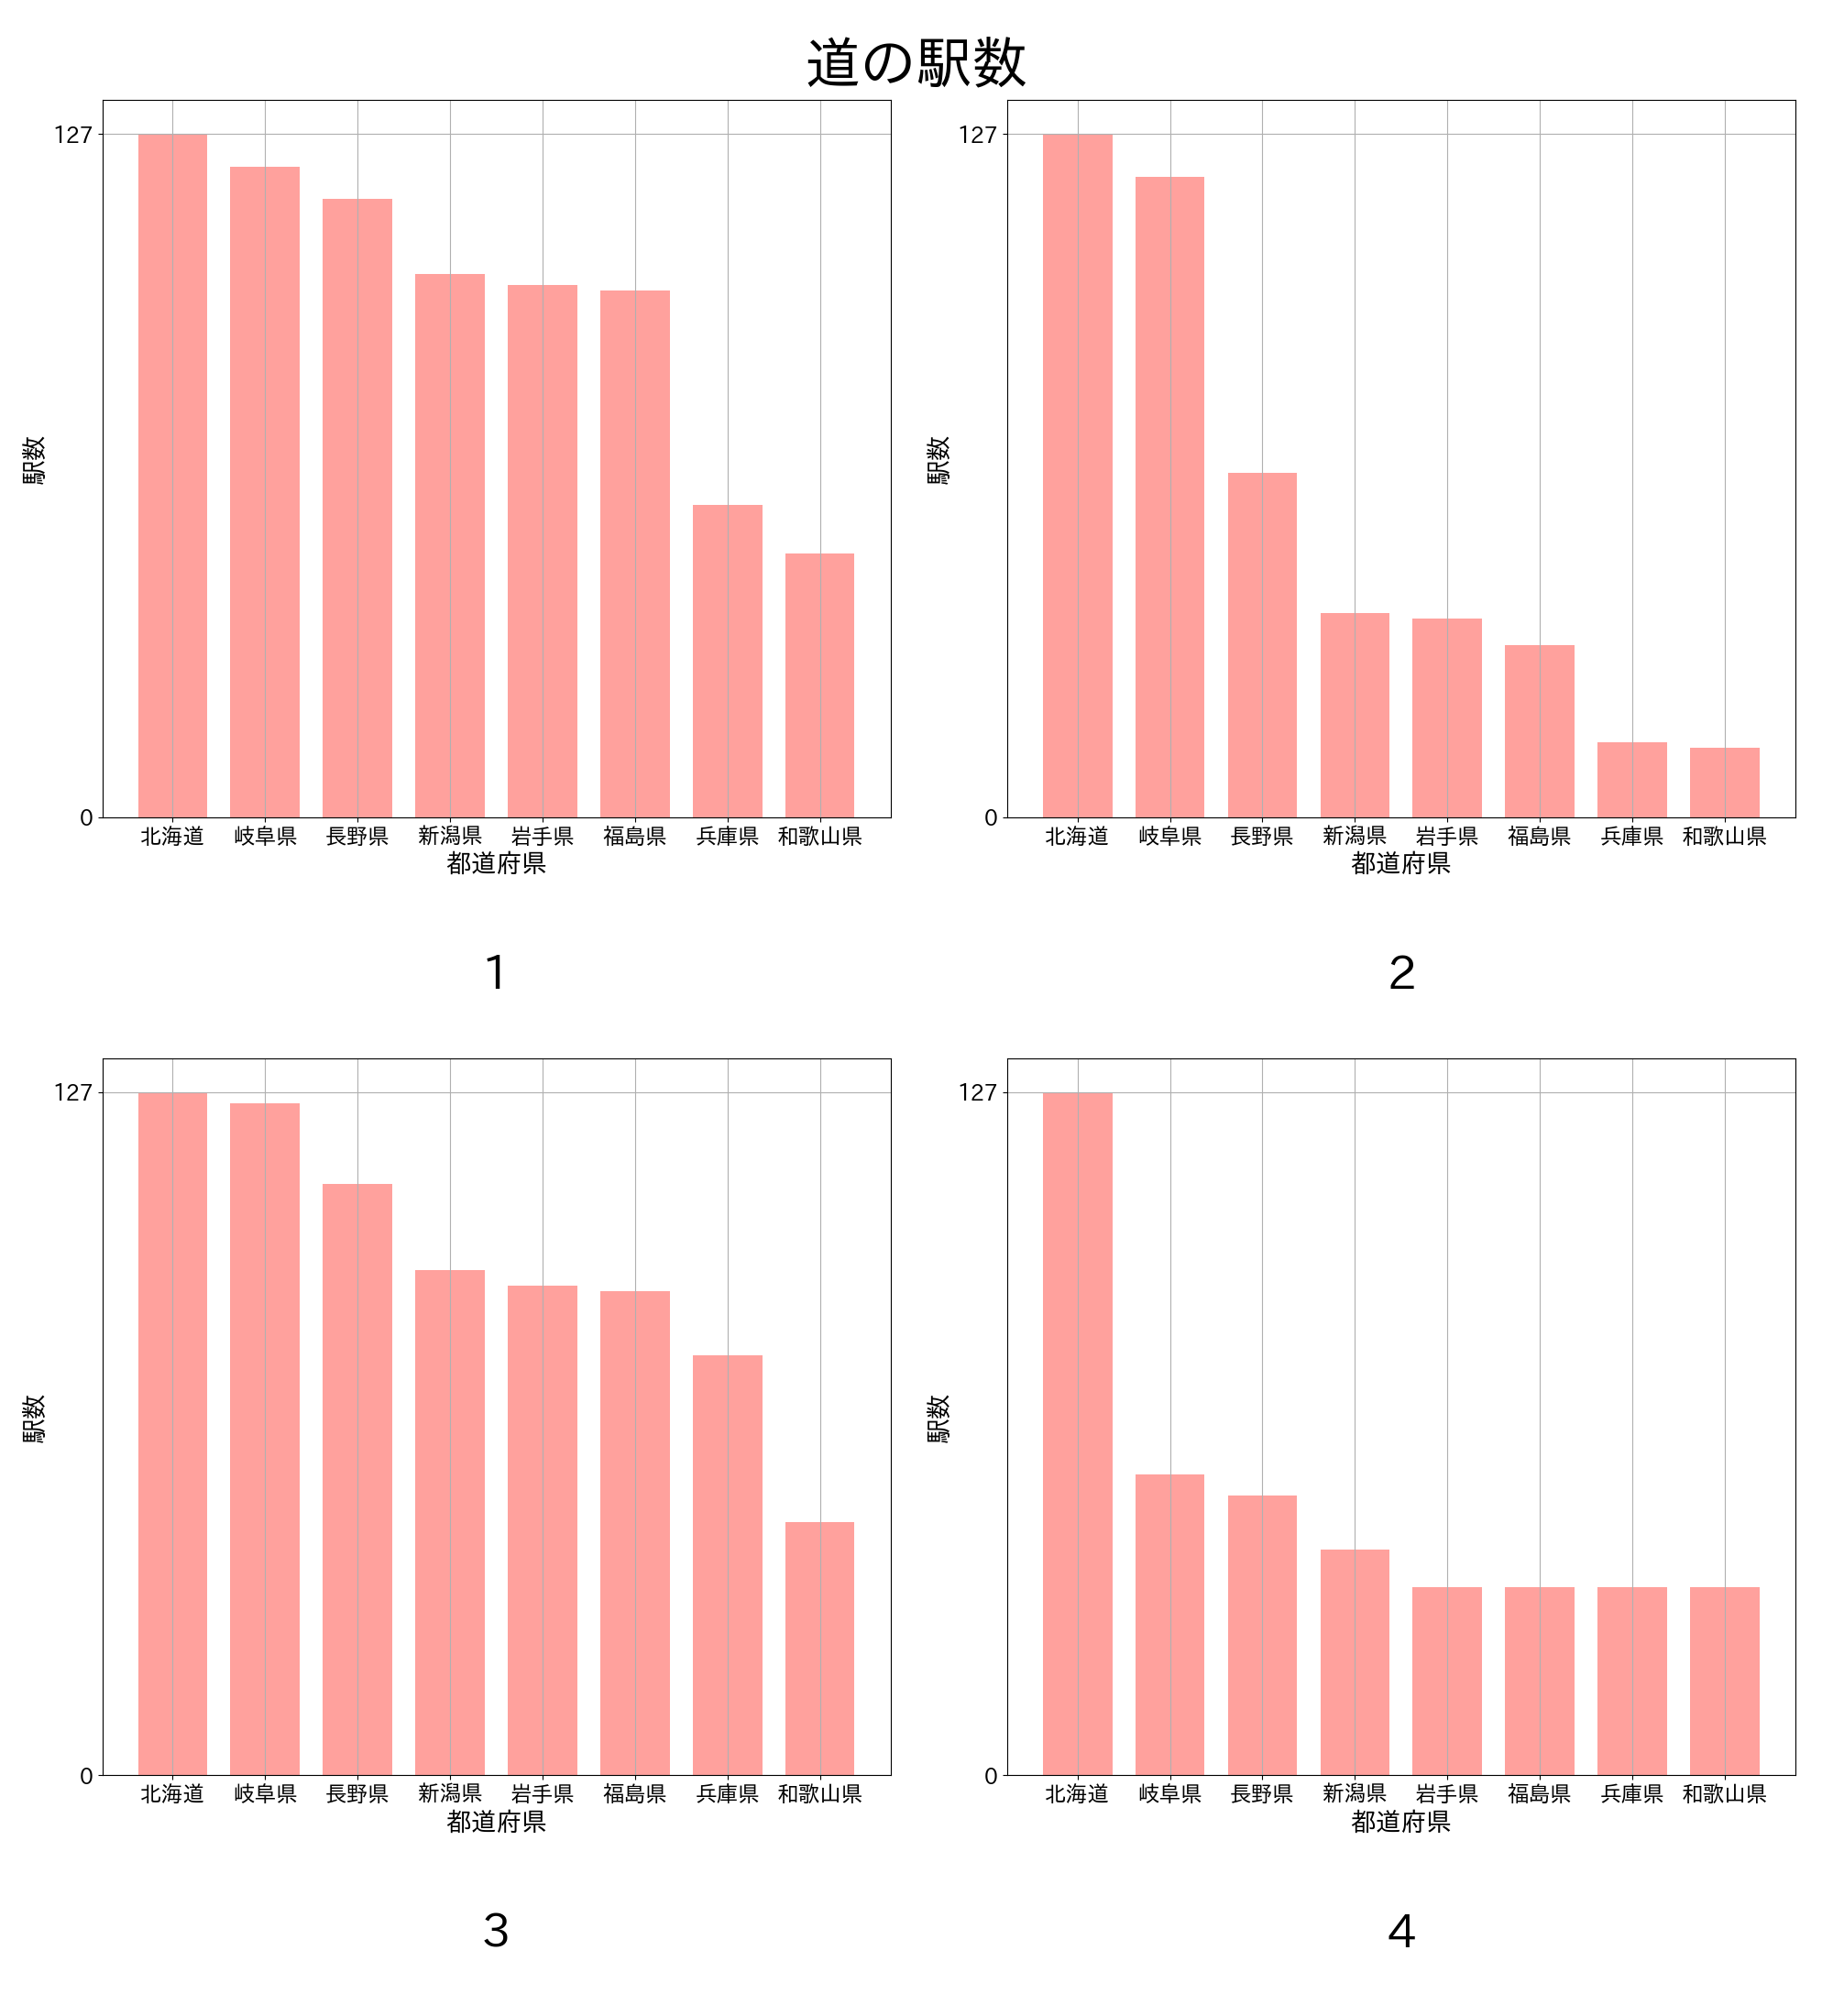 道の駅数
127
駅数
0
北海道 岐阜県 長野県 新潟県 岩手県 福島県 兵庫県 和歌山県
都道府県
1
127
駅数
0
北海道 岐阜県 長野県 新潟県 岩手県 福島県 兵庫県 和歌山県
都道府県
2
127
駅数
0
北海道 岐阜県 長野県 新潟県 岩手県 福島県 兵庫県 和歌山県
都道府県
3
127
駅数
0
北海道 岐阜県 長野県 新潟県 岩手県 福島県 兵庫県 和歌山県
都道府県
4